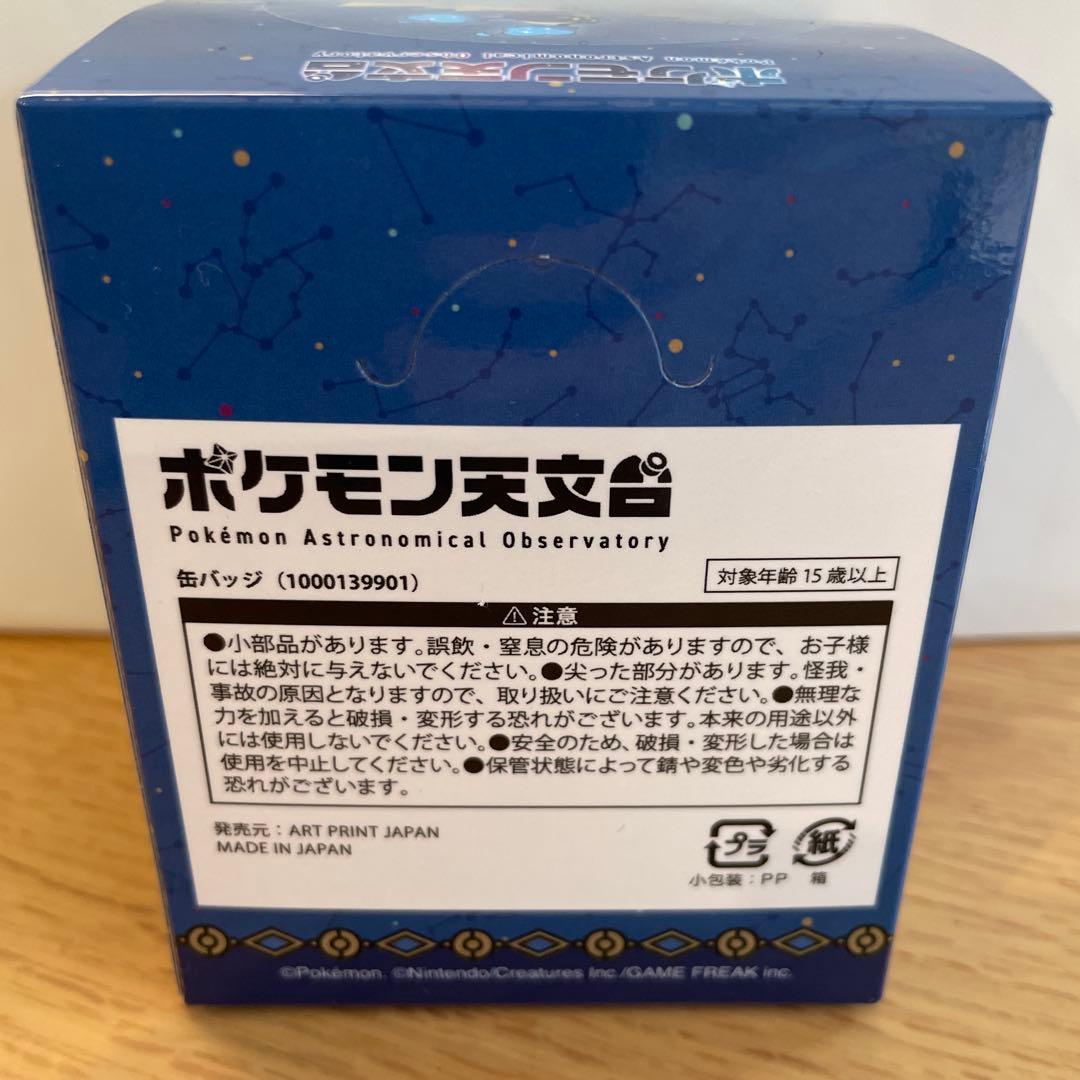 ポケモン天文台
Pokémon Astronomical Observatory
ポケモン天文台
Pokémon Astronomical Observatory
缶バッジ（1000139901）
対象年齢 15 歳以上
⚠注意
●小部品があります。誤飲・窒息の危険がありますので、お子様
には絶対に与えないでください。●尖った部分があります。怪我・
事故の原因となりますので、取り扱いにご注意ください。●無理な
力を加えると破損・変形する恐れがございます。本来の用途以外
には使用しないでください。●安全のため、破損・変形した場合は
使用を中止してください。●保管状態によって錆や変色や劣化する
恐れがございます。
発売元：ART PRINT JAPAN
MADE IN JAPAN
プラ
紙
小包装：PP
箱
©Pokémon. ©Nintendo/Creatures Inc./GAME FREAK inc.